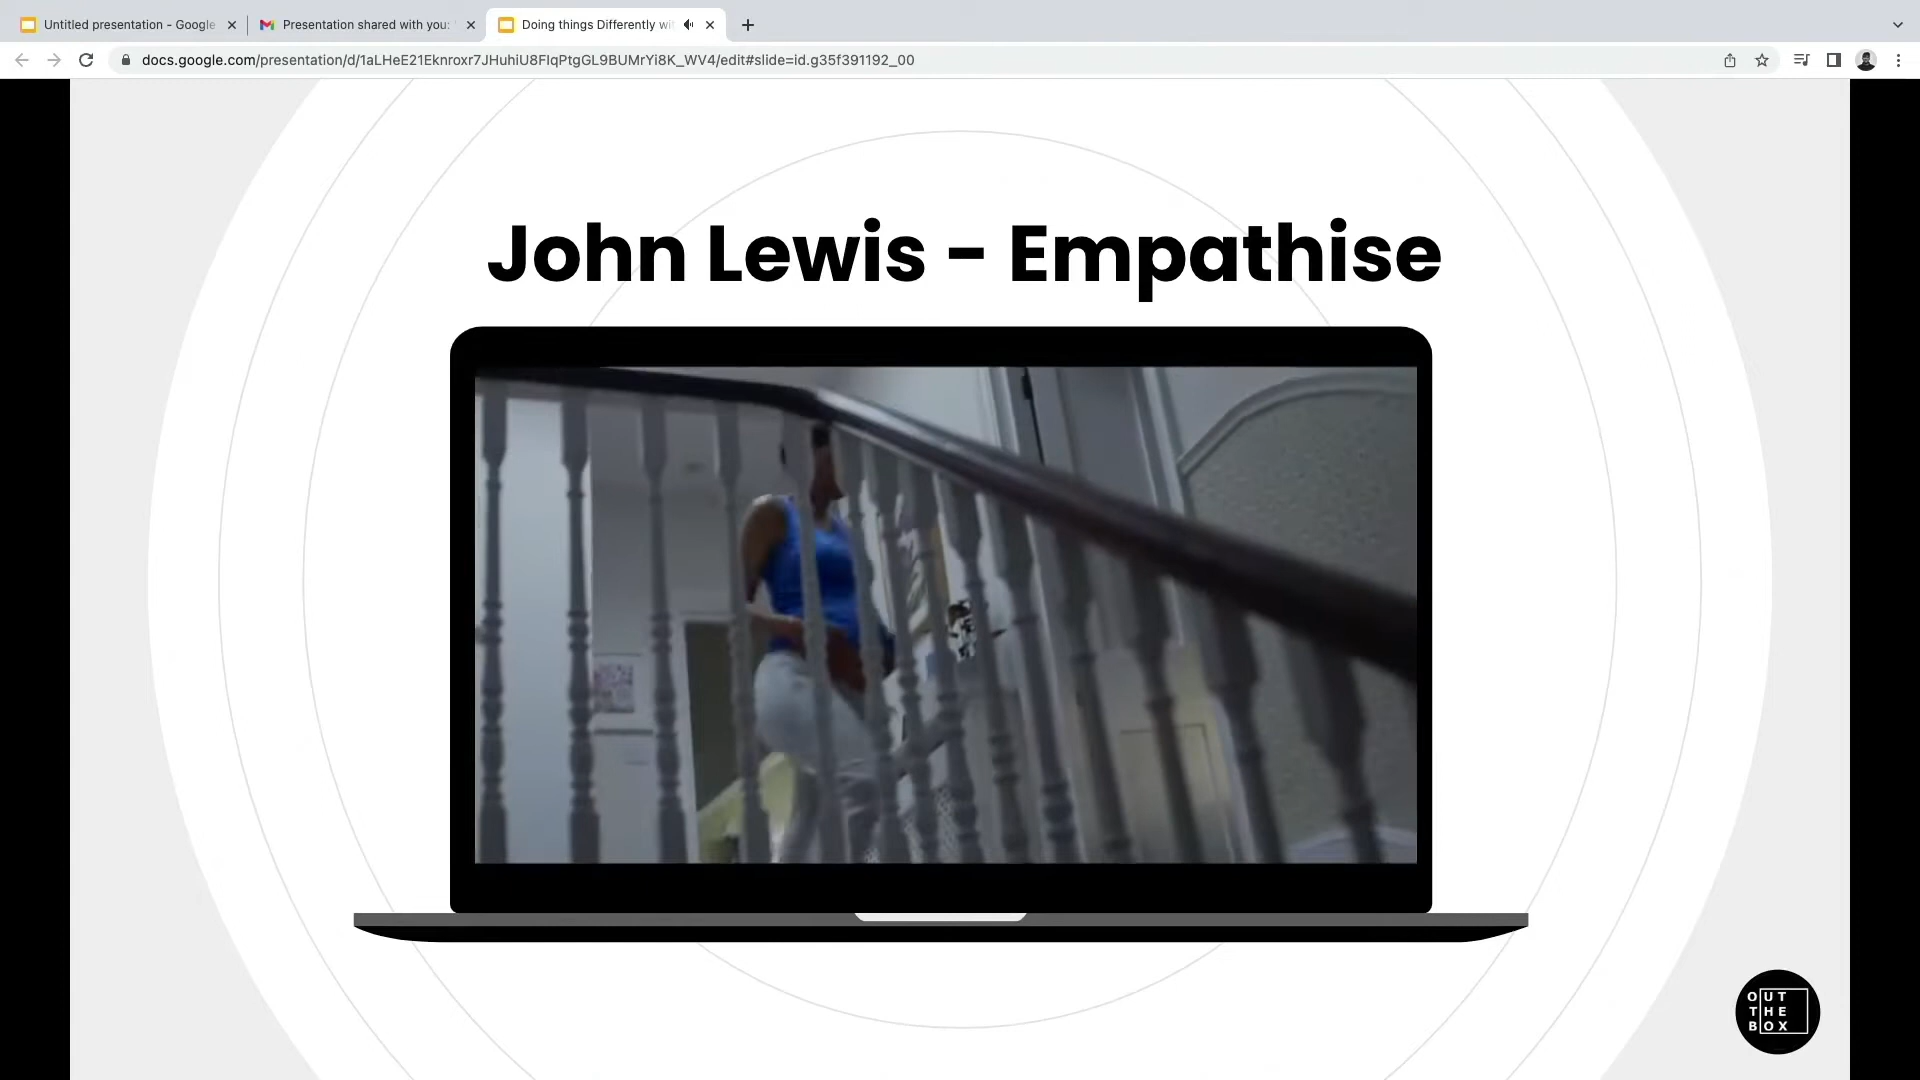 Untitled presentation - Google
Presentation shared with you:
Doing things Differently wi
docs.google.com/presentation/d/1aLHeE21Eknroxr7JHuhiU8FIqPtgGL9BUMrYi8K_WV4/edit#slide=id.g35f391192_00
John Lewis - Empathise
OUT
THE
BOX